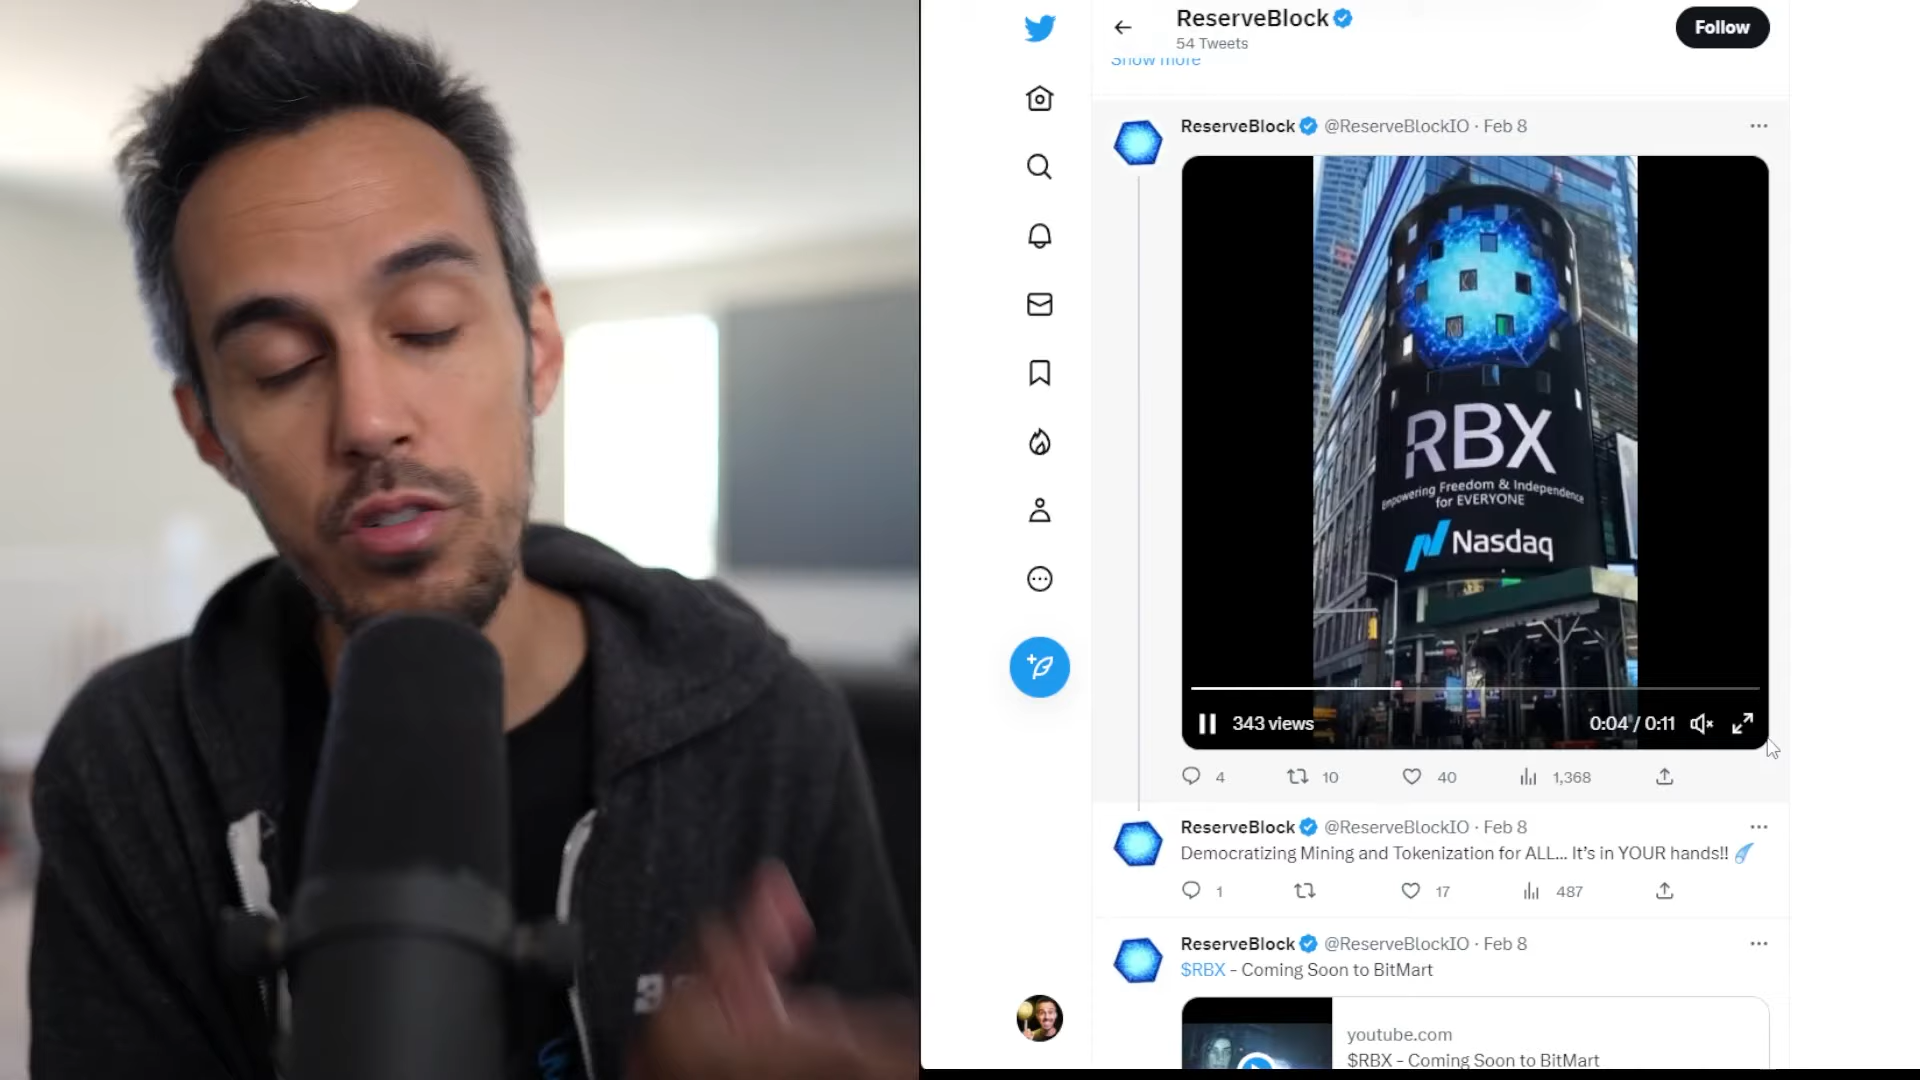 ReserveBlock
54 Tweets
Follow
Show more
ReserveBlock @ReserveBlockIO · Feb 8
RBX
Empowering Freedom & Independence
for EVERYONE
Nasdaq
343 views
0:04 / 0:11
4 10 40 1,368
ReserveBlock @ReserveBlockIO · Feb 8
Democratizing Mining and Tokenization for ALL... It's in YOUR hands!!
1 17 487
ReserveBlock @ReserveBlockIO · Feb 8
$RBX - Coming Soon to BitMart
youtube.com
$RBX - Coming Soon to BitMart